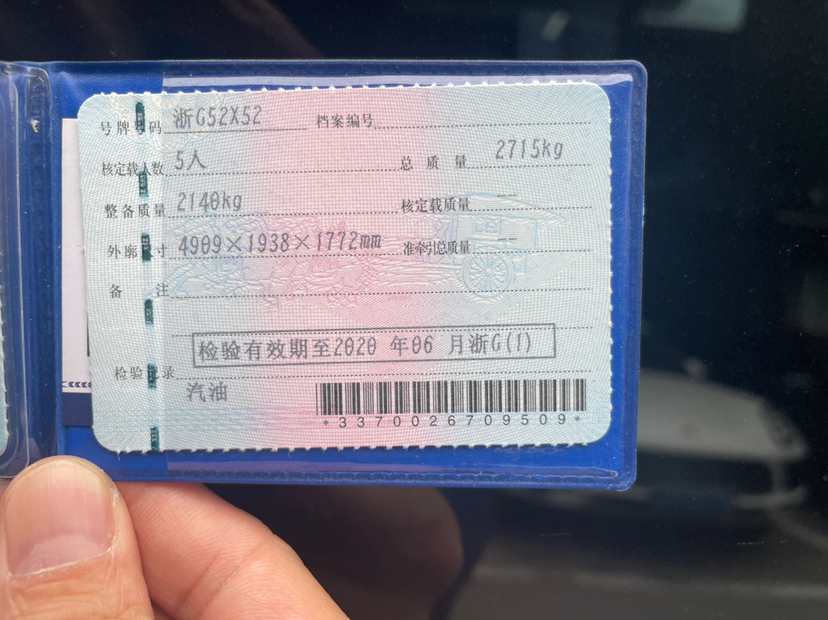 号牌号码 浙G52X52 档案编号
核定载人数 5人 总质量 2715kg
整备质量 2140kg 核定载质量 --
外廓尺寸 4909×1938×1772mm 准牵引总质量 --
备注
检验有效期至2020 年06 月浙G(1)
检验记录
汽油
*3370026709509*